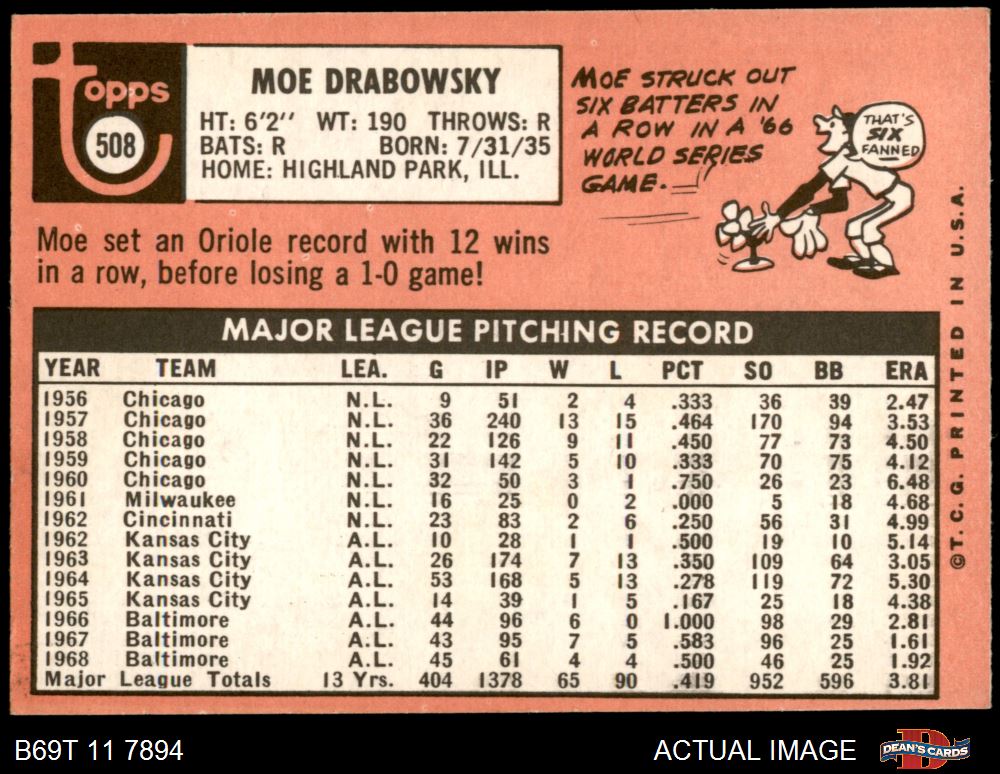 Topps
508
MOE DRABOWSKY
HT: 6'2'' WT: 190 THROWS: R
BATS: R BORN: 7/31/35
HOME: HIGHLAND PARK, ILL.
MOE STRUCK OUT
SIX BATTERS IN
A ROW IN A '66
WORLD SERIES
GAME.
THAT'S
SIX
FANNED
Moe set an Oriole record with 12 wins
in a row, before losing a 1-0 game!
MAJOR LEAGUE PITCHING RECORD
YEAR TEAM LEA. G IP W L PCT SO BB ERA
1956 Chicago N.L. 9 51 2 4 .333 36 39 2.47
1957 Chicago N.L. 36 240 13 15 .464 170 94 3.53
1958 Chicago N.L. 22 126 9 11 .450 77 73 4.50
1959 Chicago N.L. 31 142 5 10 .333 70 75 4.12
1960 Chicago N.L. 32 50 3 1 .750 26 23 6.48
1961 Milwaukee N.L. 16 25 0 2 .000 5 18 4.68
1962 Cincinnati N.L. 23 83 2 6 .250 56 31 4.99
1962 Kansas City A.L. 10 28 1 1 .500 19 10 5.14
1963 Kansas City A.L. 26 174 7 13 .350 109 64 3.05
1964 Kansas City A.L. 53 168 5 13 .278 119 72 5.30
1965 Kansas City A.L. 14 39 1 5 .167 25 18 4.38
1966 Baltimore A.L. 44 96 6 0 1.000 98 29 2.81
1967 Baltimore A.L. 43 95 7 5 .583 96 25 1.61
1968 Baltimore A.L. 45 61 4 4 .500 46 25 1.92
Major League Totals 13 Yrs. 404 1378 65 90 .419 952 596 3.81
©T.C.G. PRINTED IN U.S.A.
B69T 11 7894
ACTUAL IMAGE
DEAN'S CARDS